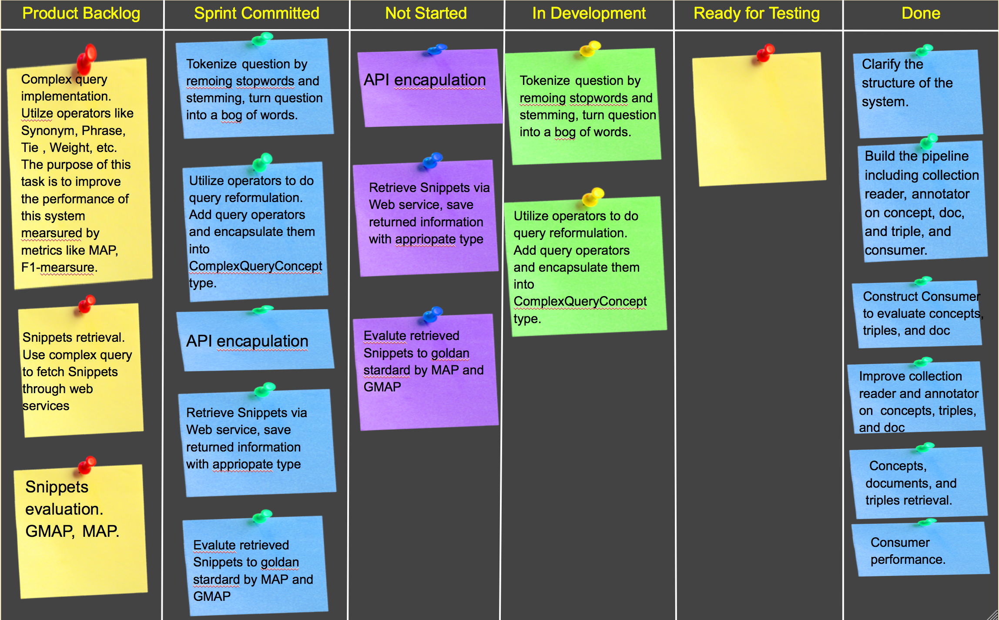 Product Backlog
Complex query
implementation.
Utilze operators like
Synonym, Phrase,
Tie , Weight, etc.
The purpose of this
task is to improve
the performance of
this system
mearsured by
metrics like MAP,
F1-mearsure.
Snippets retrieval.
Use complex query
to fetch Snippets
through web
services
Snippets
evaluation.
GMAP, MAP.
Sprint Committed
Tokenize question by
remoing stopwords and
stemming, turn question
into a bog of words.
Utilize operators to do
query reformulation.
Add query operators
and encapsulate them
into
ComplexQueryConcept
type.
API encapulation
Retrieve Snippets via
Web service, save
returned information
with appriopate type
Evalute retrieved
Snippets to goldan
stardard by MAP and
GMAP
Not Started
API encapulation
Retrieve Snippets via
Web service, save
returned information
with appriopate type
Evalute retrieved
Snippets to goldan
stardard by MAP and
GMAP
In Development
Tokenize question by
remoing stopwords and
stemming, turn question
into a bog of words.
Utilize operators to do
query reformulation.
Add query operators
and encapsulate them
into
ComplexQueryConcept
type.
Ready for Testing
Done
Clarify the
structure of the
system.
Build the pipeline
including collection
reader, annotator
on concept, doc,
and triple, and
consumer.
Construct Consumer
to evaluate concepts,
triples, and doc
Improve collection
reader and annotator
on concepts, triples,
and doc
Concepts,
documents, and
triples retrieval.
Consumer
performance.